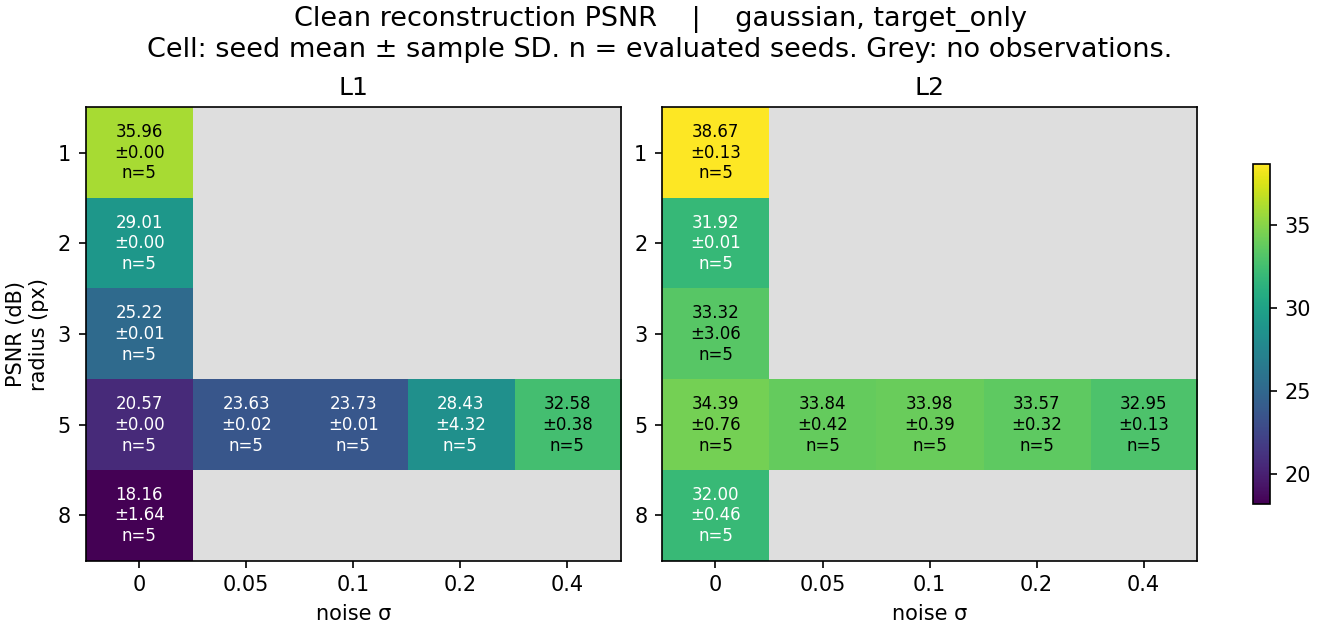 Clean reconstruction PSNR | gaussian, target_only
Cell: seed mean ± sample SD. n = evaluated seeds. Grey: no observations.
L1
PSNR (dB)
radius (px)
1
2
3
5
8
35.96
±0.00
n=5
29.01
±0.00
n=5
25.22
±0.01
n=5
20.57
±0.00
n=5
23.63
±0.02
n=5
23.73
±0.01
n=5
28.43
±4.32
n=5
32.58
±0.38
n=5
18.16
±1.64
n=5
0 0.05 0.1 0.2 0.4
noise σ
L2
1
2
3
5
8
38.67
±0.13
n=5
31.92
±0.01
n=5
33.32
±3.06
n=5
34.39
±0.76
n=5
33.84
±0.42
n=5
33.98
±0.39
n=5
33.57
±0.32
n=5
32.95
±0.13
n=5
32.00
±0.46
n=5
0 0.05 0.1 0.2 0.4
noise σ
35
30
25
20